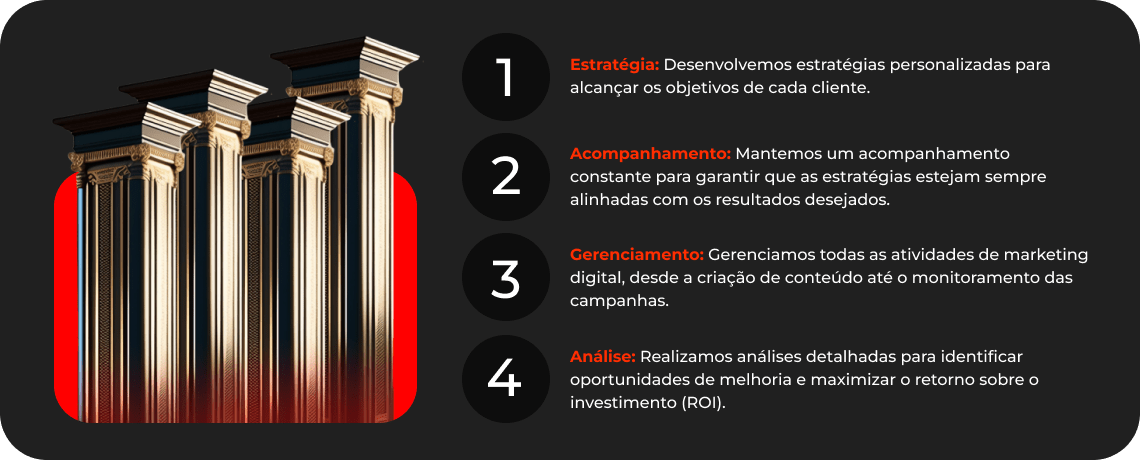 1
Estratégia: Desenvolvemos estratégias personalizadas para
alcançar os objetivos de cada cliente.
2
Acompanhamento: Mantemos um acompanhamento
constante para garantir que as estratégias estejam sempre
alinhadas com os resultados desejados.
3
Gerenciamento: Gerenciamos todas as atividades de marketing
digital, desde a criação de conteúdo até o monitoramento das
campanhas.
4
Análise: Realizamos análises detalhadas para identificar
oportunidades de melhoria e maximizar o retorno sobre o
investimento (ROI).